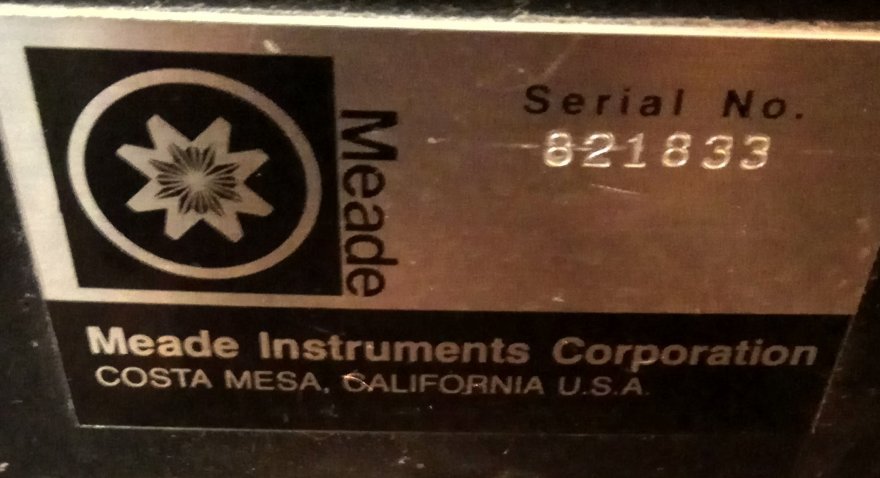 Meade
Serial No.
821833
Meade Instruments Corporation
COSTA MESA, CALIFORNIA U.S.A.